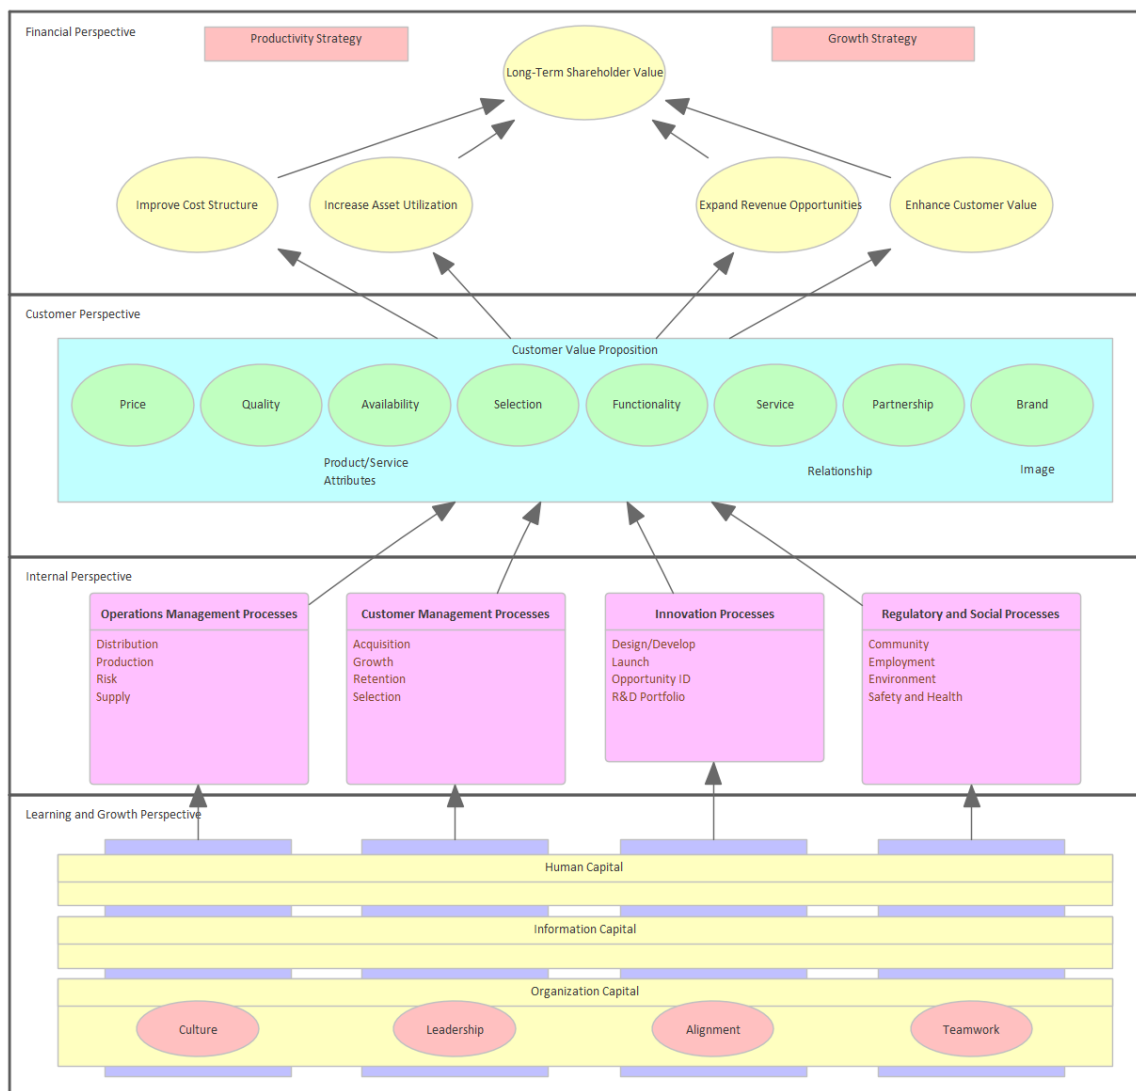 Financial Perspective
Productivity Strategy
Growth Strategy
Long-Term Shareholder Value
Improve Cost Structure
Increase Asset Utilization
Expand Revenue Opportunities
Enhance Customer Value
Customer Perspective
Customer Value Proposition
Price
Quality
Availability
Selection
Functionality
Service
Partnership
Brand
Product/Service
Attributes
Relationship
Image
Internal Perspective
Operations Management Processes
Distribution
Production
Risk
Supply
Customer Management Processes
Acquisition
Growth
Retention
Selection
Innovation Processes
Design/Develop
Launch
Opportunity ID
R&D Portfolio
Regulatory and Social Processes
Community
Employment
Environment
Safety and Health
Learning and Growth Perspective
Human Capital
Information Capital
Organization Capital
Culture
Leadership
Alignment
Teamwork